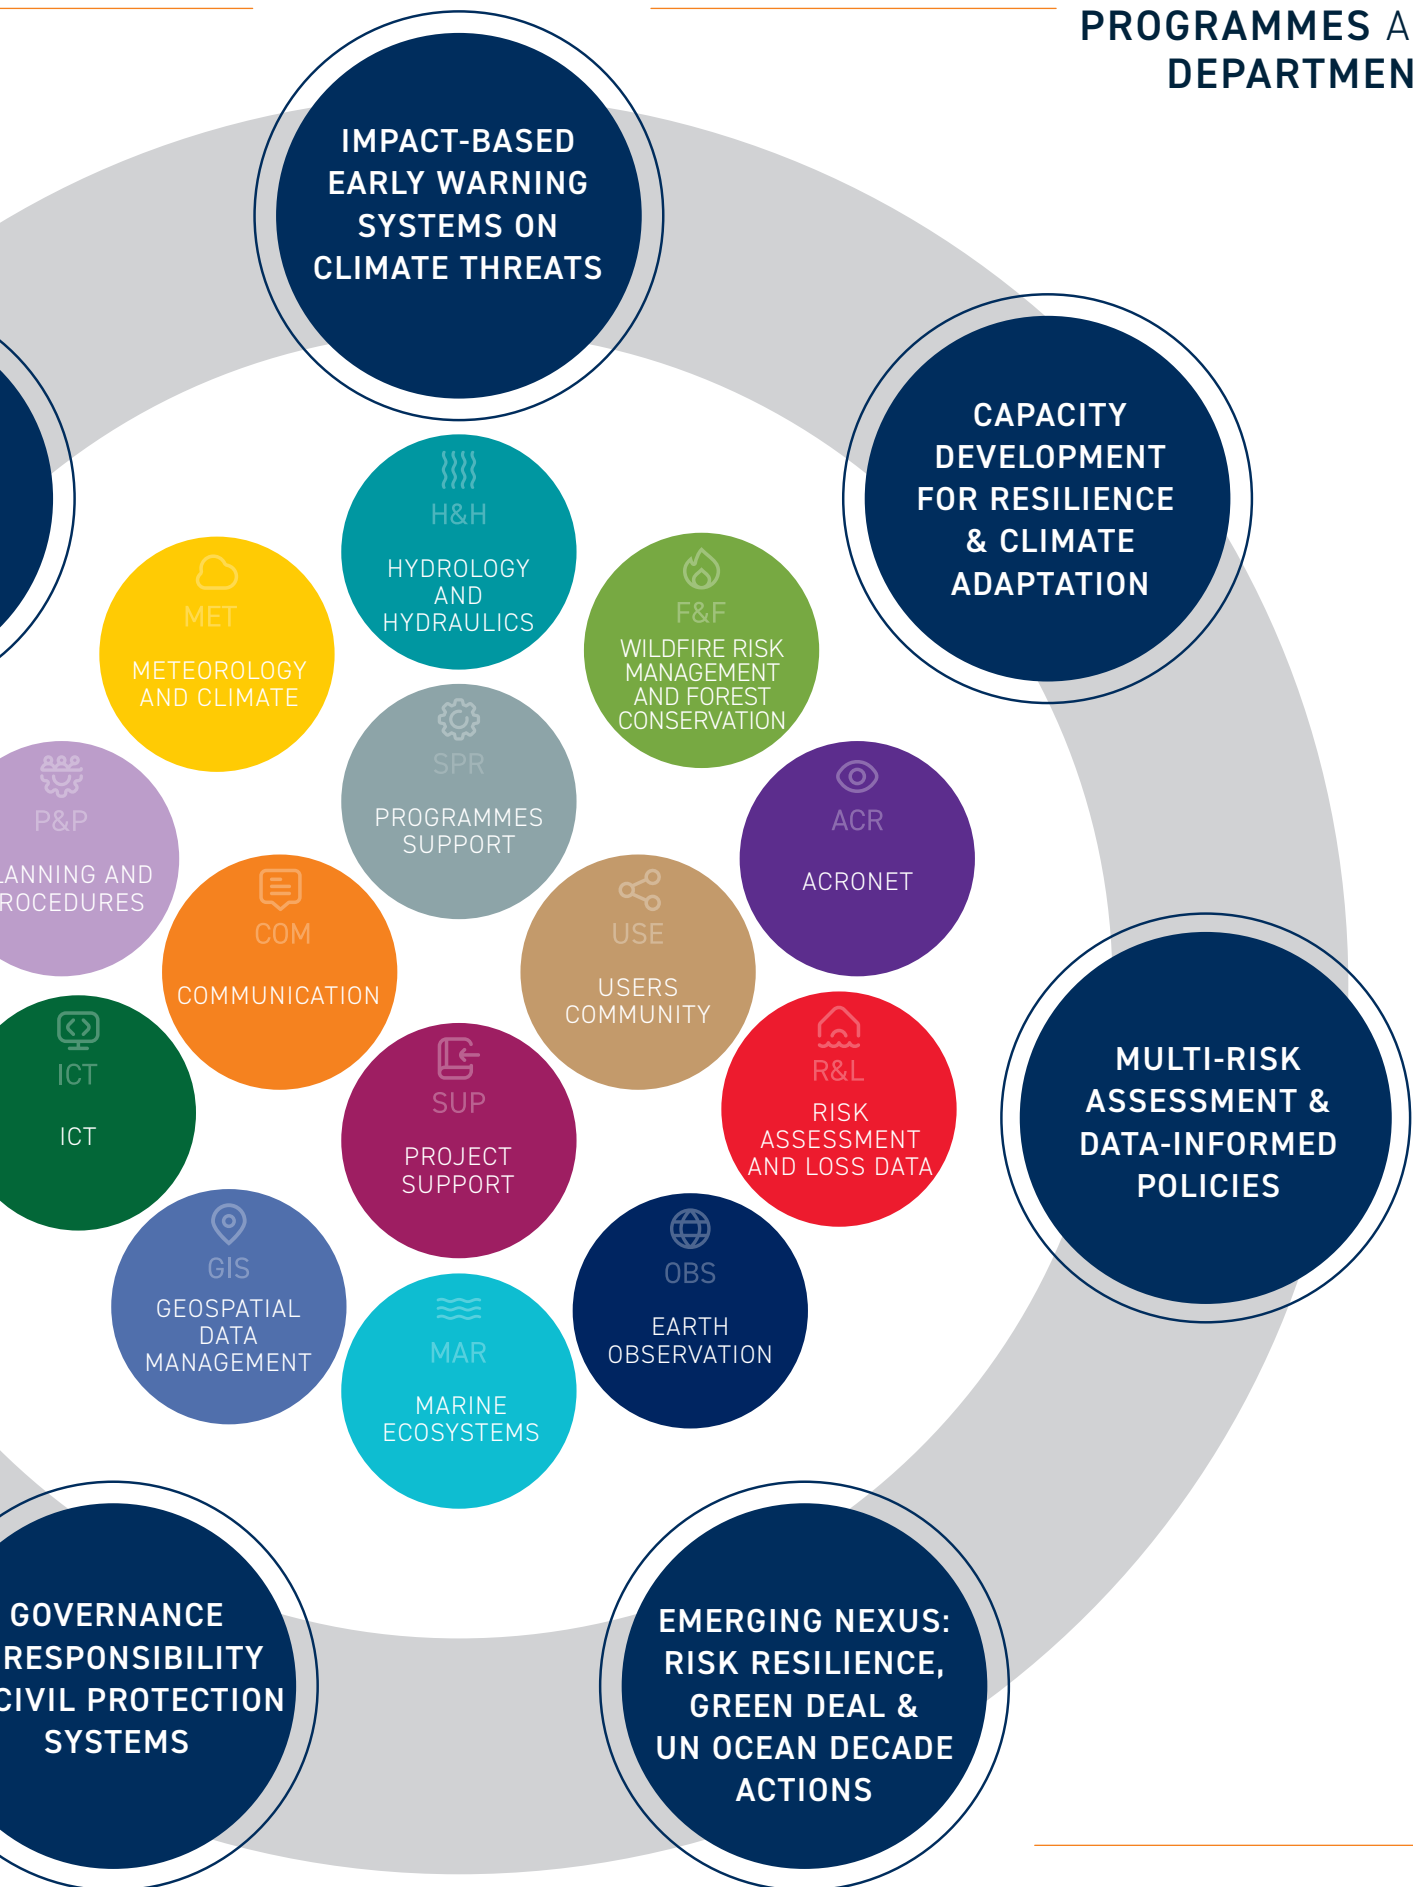 PROGRAMMES A
DEPARTMEN
IMPACT-BASED
EARLY WARNING
SYSTEMS ON
CLIMATE THREATS
CAPACITY
DEVELOPMENT
FOR RESILIENCE
& CLIMATE
ADAPTATION
H&H
HYDROLOGY
AND
HYDRAULICS
MET
METEOROLOGY
AND CLIMATE
F&F
WILDFIRE RISK
MANAGEMENT
AND FOREST
CONSERVATION
SPR
PROGRAMMES
SUPPORT
P&P
LANNING AND
ROCEDURES
ACR
ACRONET
COM
COMMUNICATION
USE
USERS
COMMUNITY
ICT
ICT
SUP
PROJECT
SUPPORT
R&L
RISK
ASSESSMENT
AND LOSS DATA
MULTI-RISK
ASSESSMENT &
DATA-INFORMED
POLICIES
GIS
GEOSPATIAL
DATA
MANAGEMENT
OBS
EARTH
OBSERVATION
MAR
MARINE
ECOSYSTEMS
GOVERNANCE
RESPONSIBILITY
CIVIL PROTECTION
SYSTEMS
EMERGING NEXUS:
RISK RESILIENCE,
GREEN DEAL &
UN OCEAN DECADE
ACTIONS